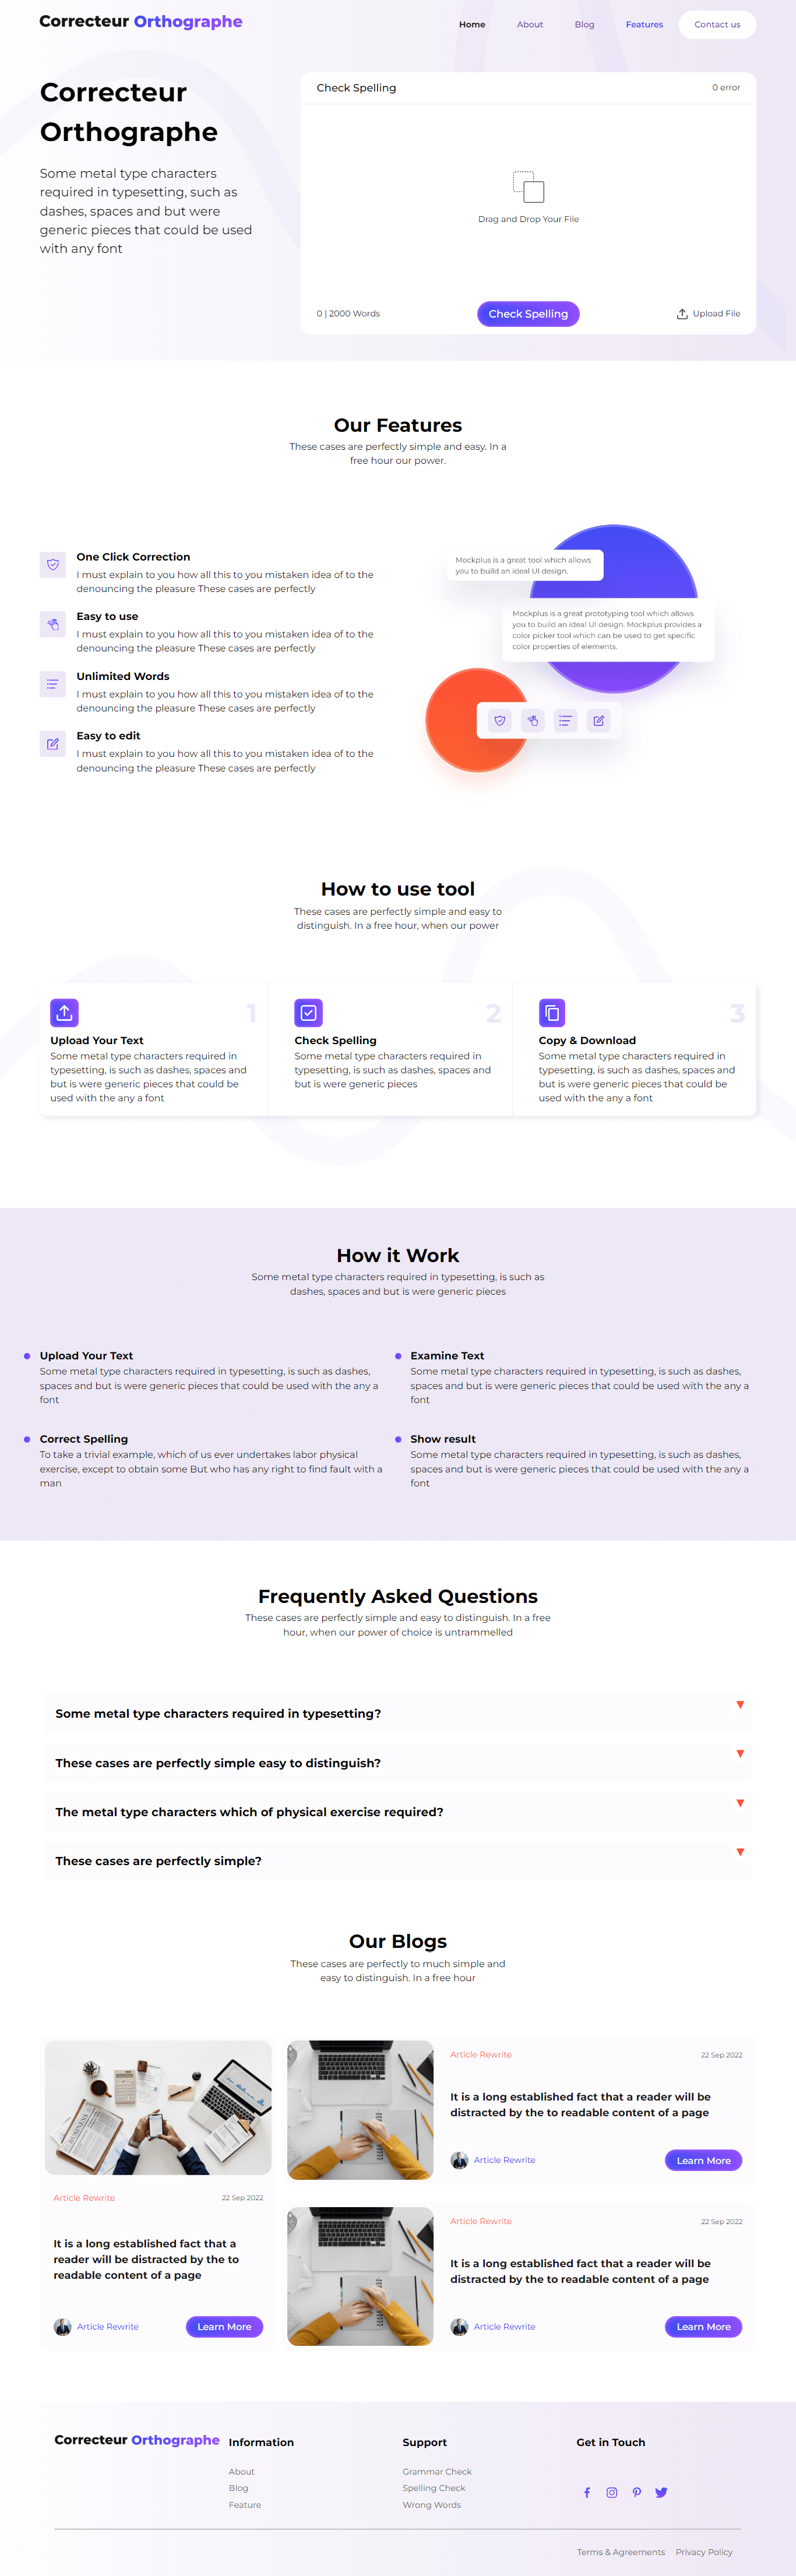 Correcteur Orthographe
Home
About
Blog
Features
Contact us
Correcteur
Orthographe
Some metal type characters
required in typesetting, such as
dashes, spaces and but were
generic pieces that could be used
with any font
Check Spelling
0 error
Drag and Drop Your File
0 | 2000 Words
Check Spelling
Upload File
Our Features
These cases are perfectly simple and easy. In a
free hour our power.
One Click Correction
I must explain to you how all this to you mistaken idea of to the
denouncing the pleasure These cases are perfectly
Easy to use
I must explain to you how all this to you mistaken idea of to the
denouncing the pleasure These cases are perfectly
Unlimited Words
I must explain to you how all this to you mistaken idea of to the
denouncing the pleasure These cases are perfectly
Easy to edit
I must explain to you how all this to you mistaken idea of to the
denouncing the pleasure These cases are perfectly
Mockplus is a great tool which allows
you to build an ideal UI design.
Mockplus is a great prototyping tool which allows
you to build an ideal UI design. Mockplus provides a
color picker tool which can be used to get specific
color properties of elements.
How to use tool
These cases are perfectly simple and easy to
distinguish. In a free hour, when our power
1
Upload Your Text
Some metal type characters required in
typesetting, is such as dashes, spaces and
but is were generic pieces that could be
used with the any a font
2
Check Spelling
Some metal type characters required in
typesetting, is such as dashes, spaces and
but is were generic pieces
3
Copy & Download
Some metal type characters required in
typesetting, is such as dashes, spaces and
but is were generic pieces that could be
used with the any a font
How it Work
Some metal type characters required in typesetting, is such as
dashes, spaces and but is were generic pieces
Upload Your Text
Some metal type characters required in typesetting, is such as dashes,
spaces and but is were generic pieces that could be used with the any a
font
Examine Text
Some metal type characters required in typesetting, is such as dashes,
spaces and but is were generic pieces that could be used with the any a
font
Correct Spelling
To take a trivial example, which of us ever undertakes labor physical
exercise, except to obtain some But who has any right to find fault with a
man
Show result
Some metal type characters required in typesetting, is such as dashes,
spaces and but is were generic pieces that could be used with the any a
font
Frequently Asked Questions
These cases are perfectly simple and easy to distinguish. In a free
hour, when our power of choice is untrammelled
Some metal type characters required in typesetting?
These cases are perfectly simple easy to distinguish?
The metal type characters which of physical exercise required?
These cases are perfectly simple?
Our Blogs
These cases are perfectly to much simple and
easy to distinguish. In a free hour
BUSINESS
Article Rewrite
22 Sep 2022
It is a long established fact that a
reader will be distracted by the to
readable content of a page
Article Rewrite
Learn More
Article Rewrite
22 Sep 2022
It is a long established fact that a reader will be
distracted by the to readable content of a page
Article Rewrite
Learn More
Article Rewrite
22 Sep 2022
It is a long established fact that a reader will be
distracted by the to readable content of a page
Article Rewrite
Learn More
Correcteur Orthographe
Information
About
Blog
Feature
Support
Grammar Check
Spelling Check
Wrong Words
Get in Touch
Terms & Agreements
Privacy Policy